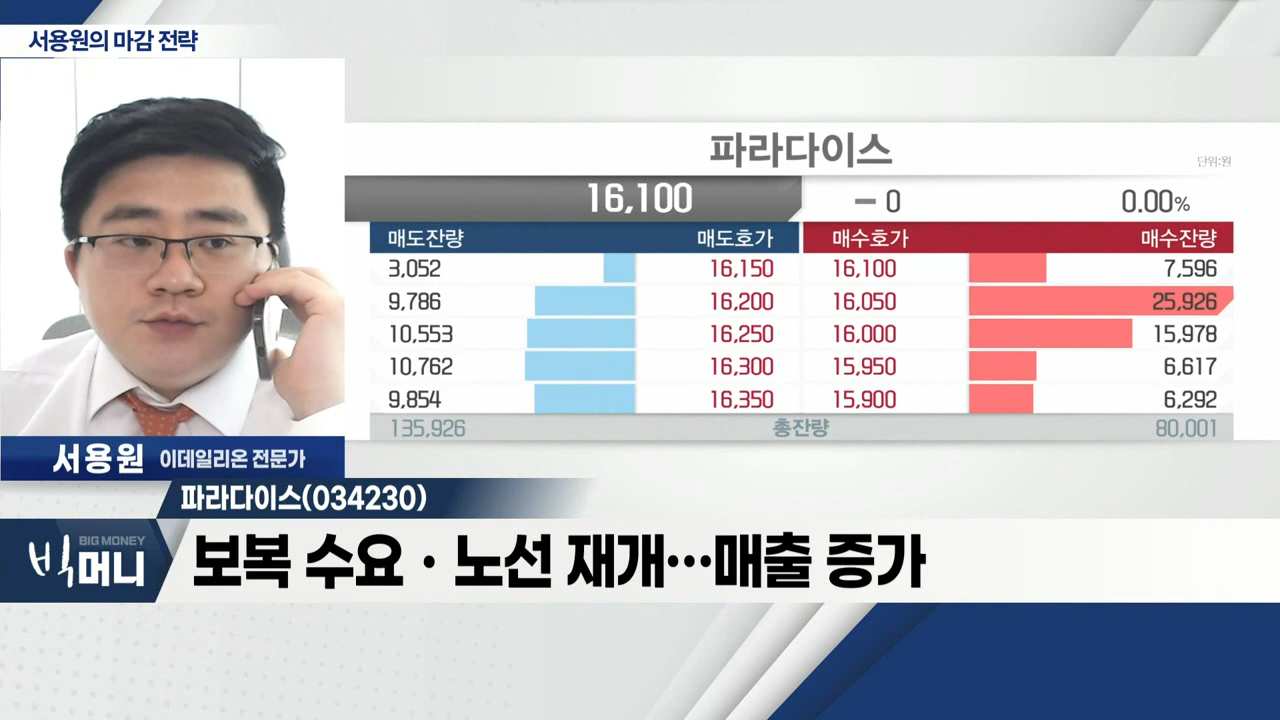 서용원의 마감 전략
파라다이스
단위:원
16,100 - 0 0.00%
매도잔량 매도호가 매수호가 매수잔량
3,052 16,150 16,100 7,596
9,786 16,200 16,050 25,926
10,553 16,250 16,000 15,978
10,762 16,300 15,950 6,617
9,854 16,350 15,900 6,292
135,926 총잔량 80,001
서용원 이데일리온 전문가
파라다이스(034230)
BIG MONEY
빅머니
보복 수요·노선 재개…매출 증가